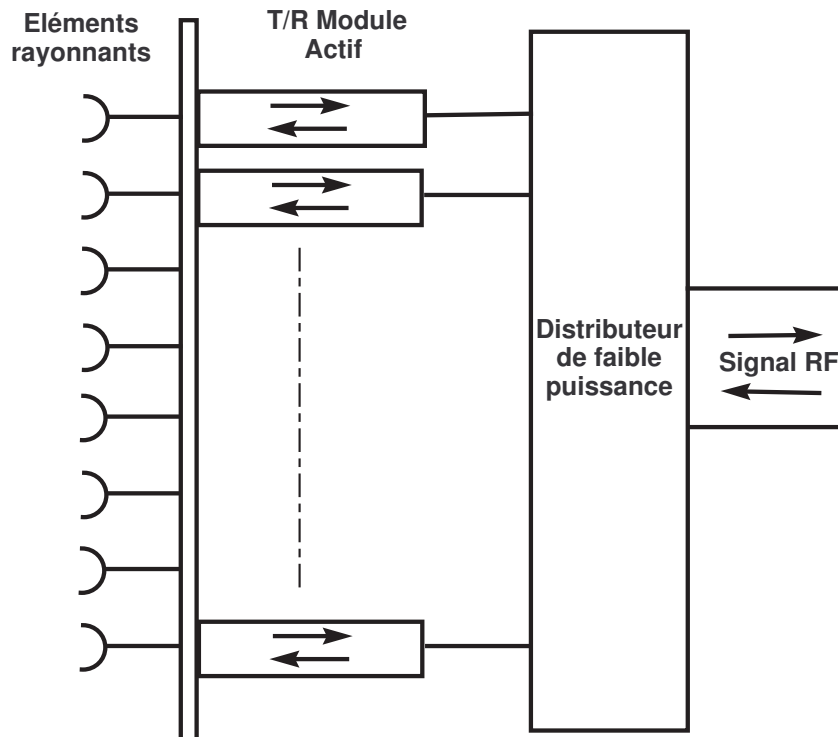 Eléments
rayonnants
T/R Module
Actif
Distributeur
de faible
puissance
Signal RF